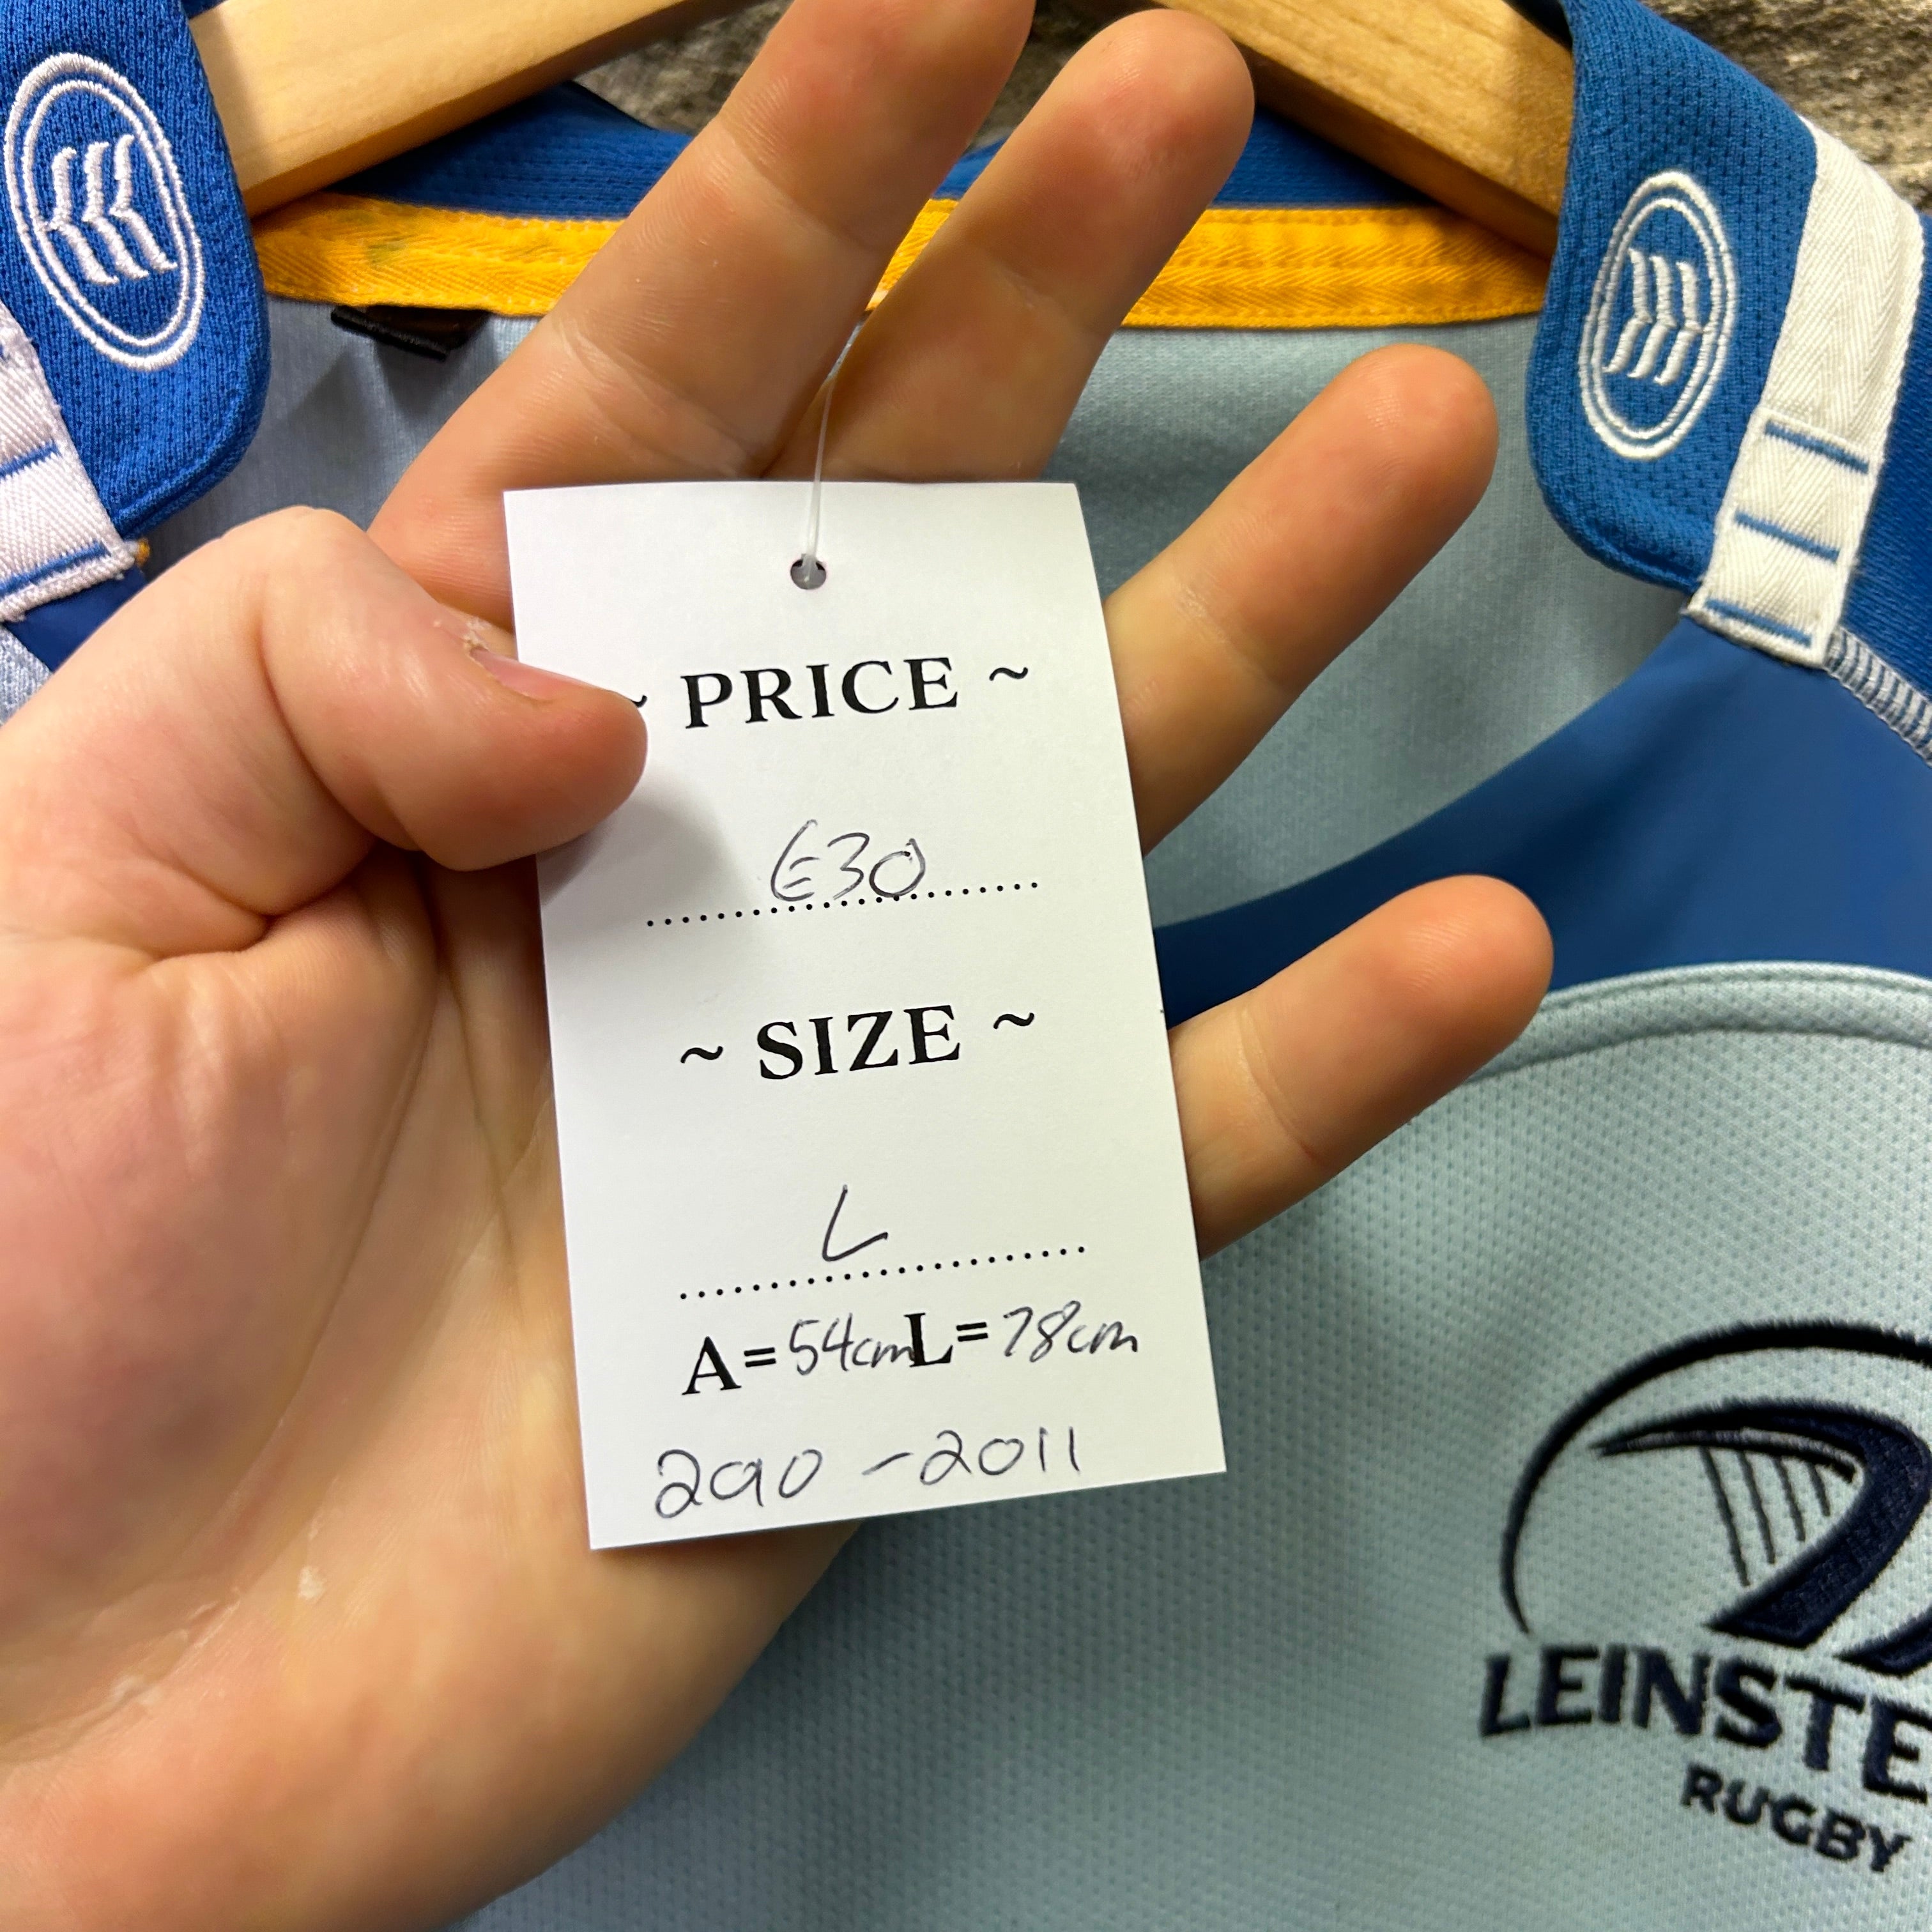 ~ PRICE ~
€30
~ SIZE ~
L
A=54cm L=78cm
2010-2011
LEINSTE
RUGBY